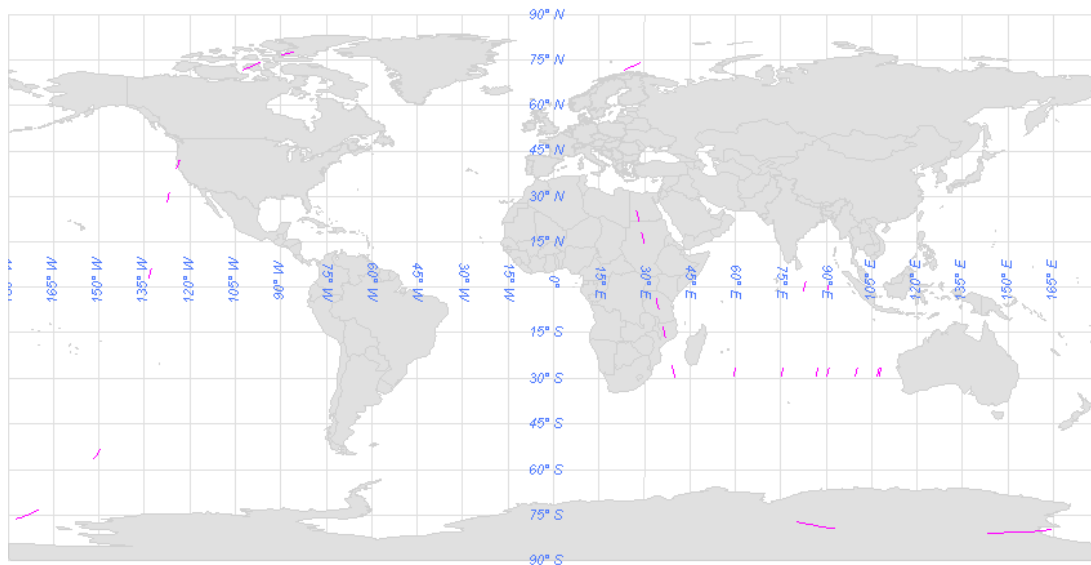 90° N
75° N
60° N
45° N
30° N
15° N
165° W
150° W
135° W
120° W
105° W
90° W
75° W
60° W
45° W
30° W
15° W
0°
15° E
30° E
45° E
60° E
75° E
90° E
105° E
120° E
135° E
150° E
165° E
15° S
30° S
45° S
60° S
75° S
90° S